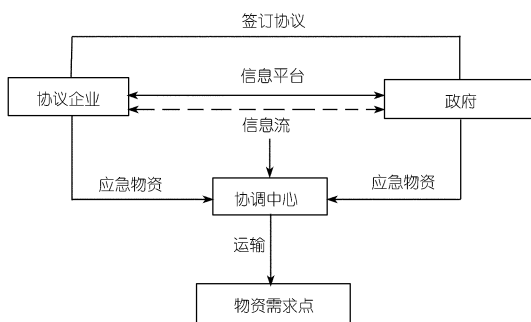 签订协议
信息平台
协议企业
政府
信息流
应急物资
应急物资
协调中心
运输
物资需求点